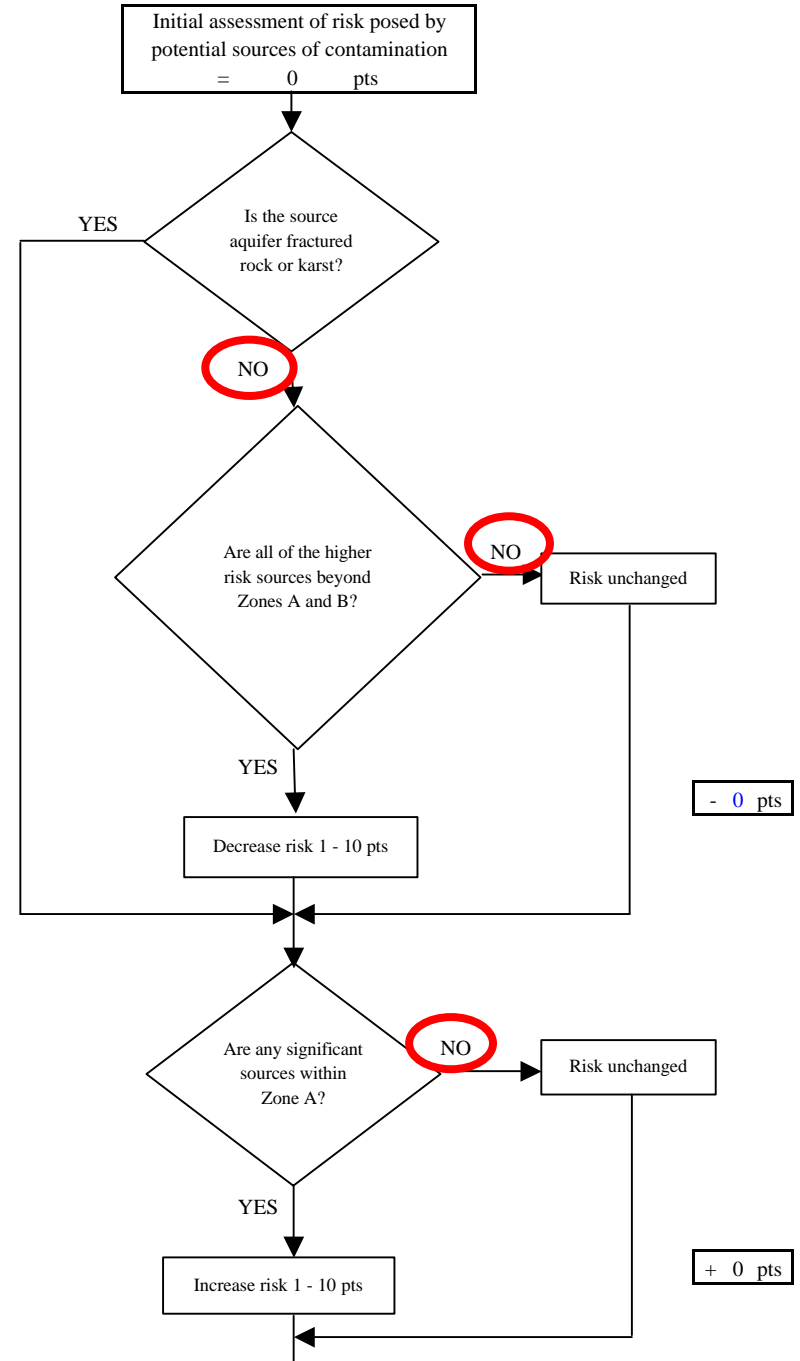 Initial assessment of risk posed by
potential sources of contamination
= 0 pts
YES
Is the source
aquifer fractured
rock or karst?
NO
Are all of the higher
risk sources beyond
Zones A and B?
NO
Risk unchanged
YES
- 0 pts
Decrease risk 1 - 10 pts
Are any significant
sources within
Zone A?
NO
Risk unchanged
YES
+ 0 pts
Increase risk 1 - 10 pts